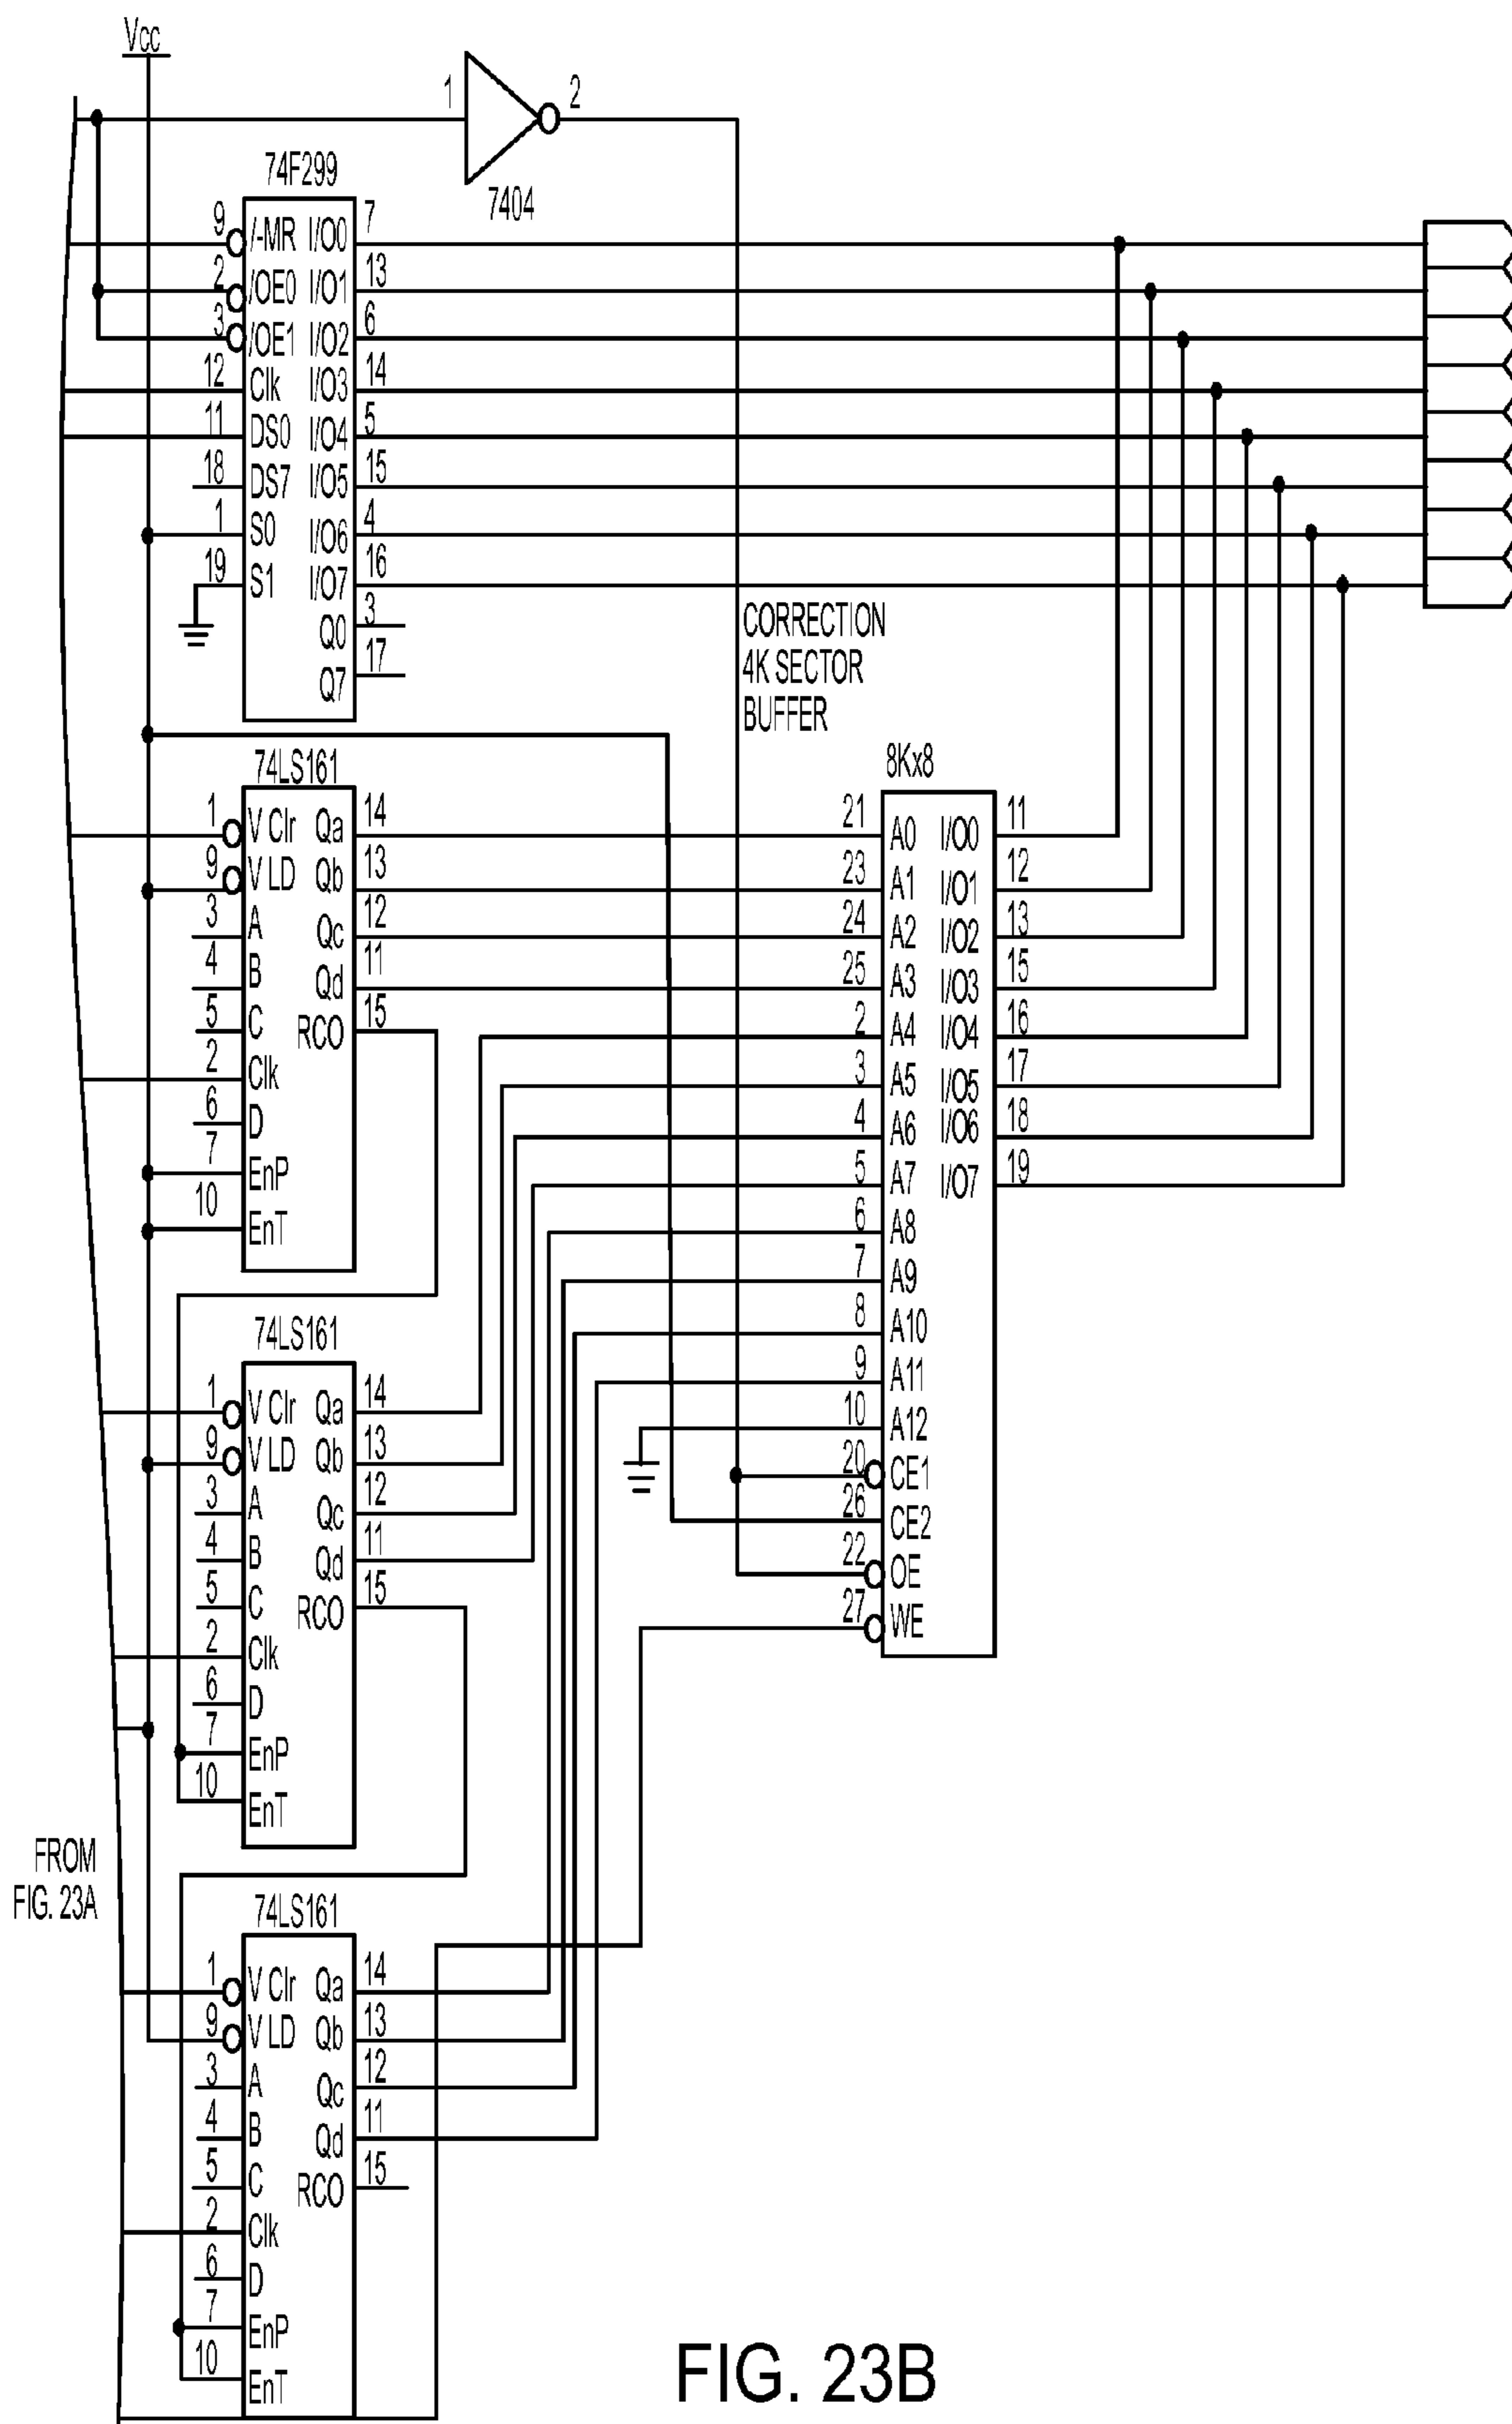 Vcc
1
2
7404
74F299
9 /-MR I/O0 7
2 /OE0 I/O1 13
3 /OE1 I/O2 6
12 Clk I/O3 14
11 DS0 I/O4 5
18 DS7 I/O5 15
1 S0 I/O6 4
19 S1 I/O7 16
Q0 3
Q7 17
CORRECTION
4K SECTOR
BUFFER
74LS161
1 V Clr Qa 14
9 V LD Qb 13
3 A Qc 12
4 B Qd 11
5 C RCO 15
2 Clk
6 D
7 EnP
10 EnT
8Kx8
21 A0 I/O0 11
23 A1 I/O1 12
24 A2 I/O2 13
25 A3 I/O3 15
2 A4 I/O4 16
3 A5 I/O5 17
4 A6 I/O6 18
5 A7 I/O7 19
6 A8
7 A9
8 A10
9 A11
10 A12
20 CE1
26 CE2
22 OE
27 WE
74LS161
1 V Clr Qa 14
9 V LD Qb 13
3 A Qc 12
4 B Qd 11
5 C RCO 15
2 Clk
6 D
7 EnP
10 EnT
FROM
FIG. 23A
74LS161
1 V Clr Qa 14
9 V LD Qb 13
3 A Qc 12
4 B Qd 11
5 C RCO 15
2 Clk
6 D
7 EnP
10 EnT
FIG. 23B